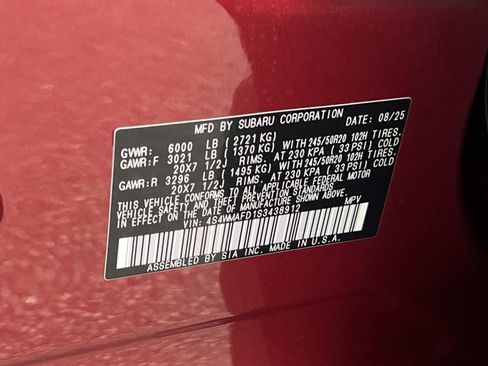 MFD BY SUBARU CORPORATION DATE: 08/25
GVWR: 6000 LB (2721 KG)
GAWR:F 3021 LB (1370 KG) WITH 245/50R20 102H TIRES.
20X7 1/2J RIMS. AT 230 KPA (33 PSI) COLD
GAWR:R 3296 LB (1495 KG) WITH 245/50R20 102H TIRES.
20X7 1/2J RIMS. AT 230 KPA (33 PSI) COLD
THIS VEHICLE CONFORMS TO ALL APPLICABLE FEDERAL MOTOR
VEHICLE SAFETY AND THEFT PREVENTION STANDARDS
IN EFFECT ON THE DATE OF MANUFACTURE SHOWN ABOVE.
VIN: 4S4WMAFD1S3438912 MPV
ASSEMBLED BY SIA INC. MADE IN U.S.A.